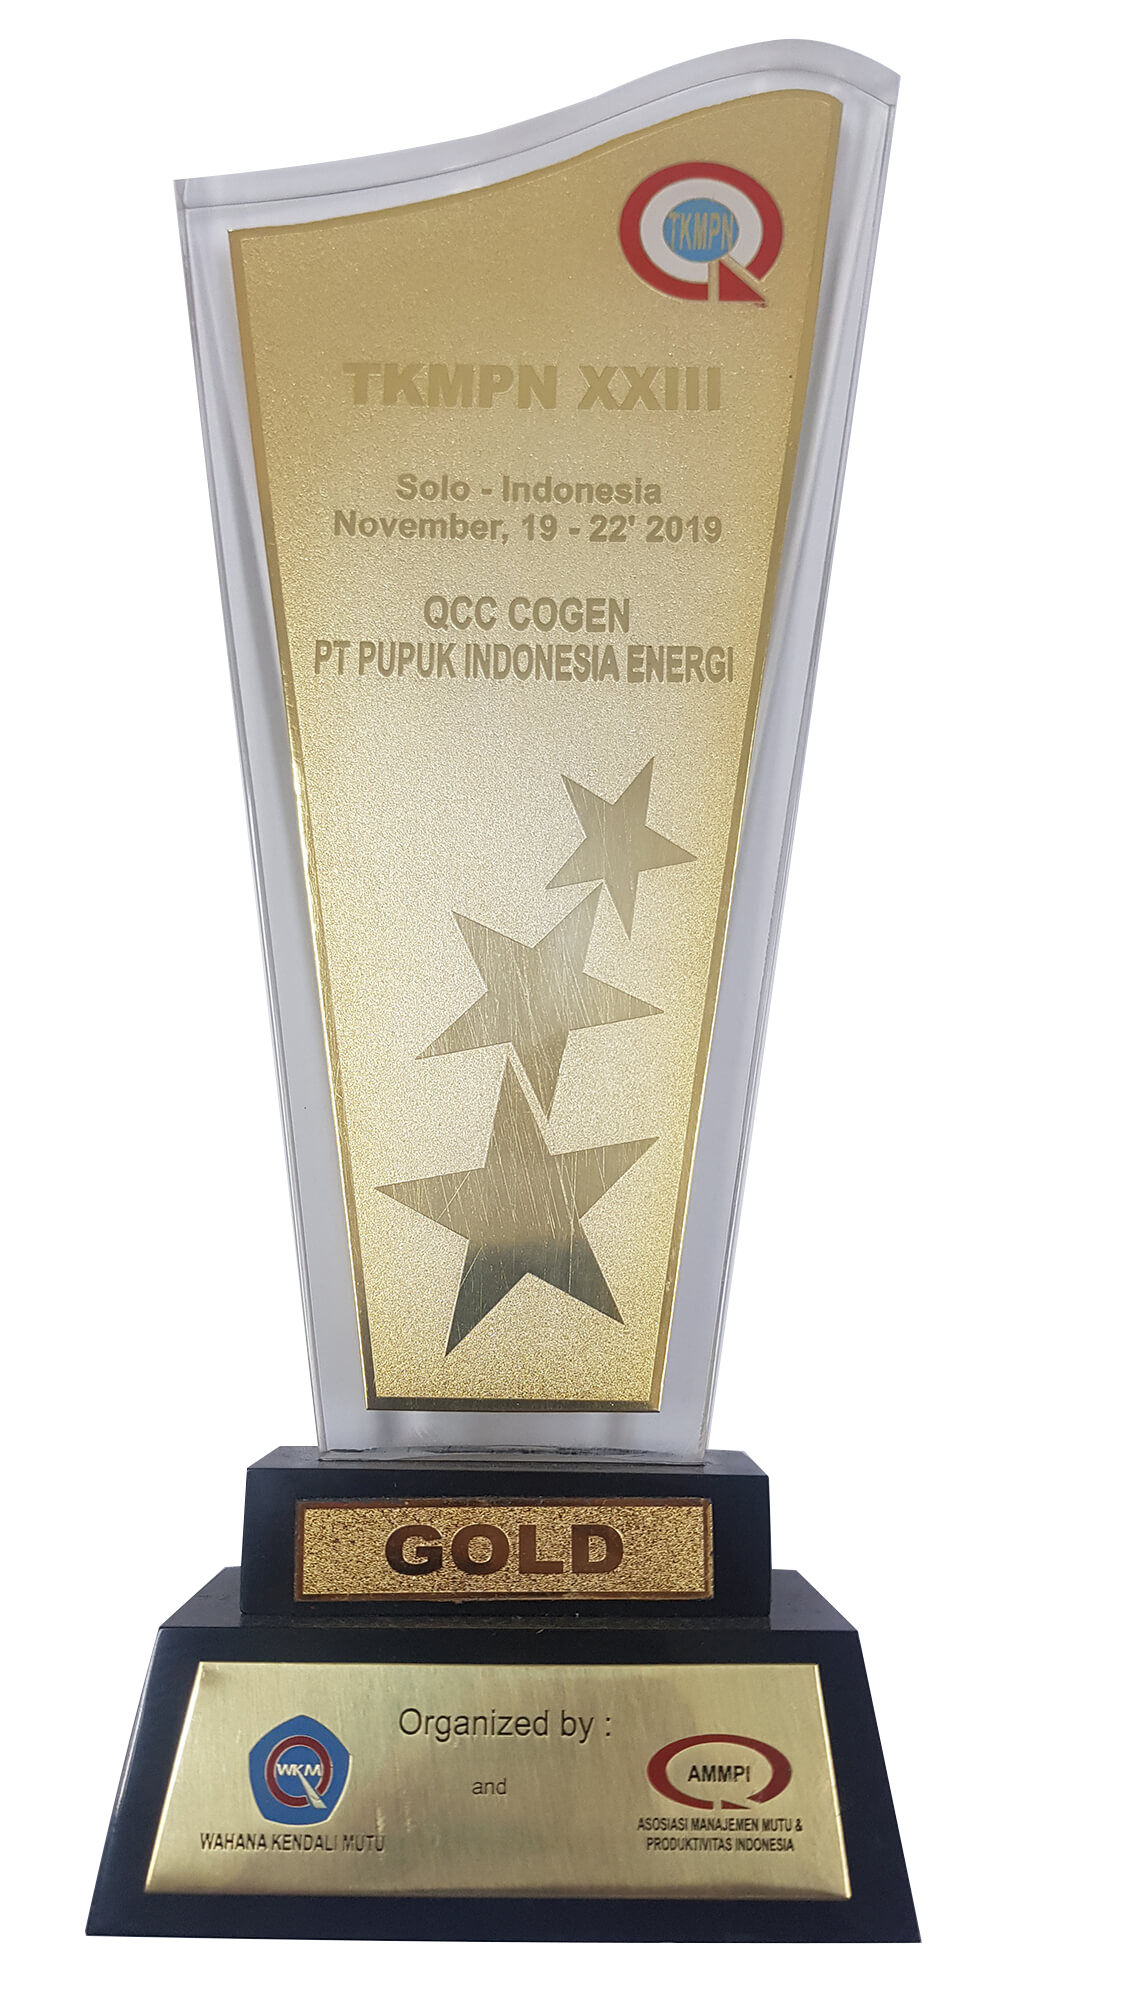 TKMPN
TKMPN XXIII
Solo - Indonesia
November, 19 - 22' 2019
QCC COGEN
PT PUPUK INDONESIA ENERGI
GOLD
Organized by :
WKM
and
AMMPI
WAHANA KENDALI MUTU
ASOSIASI MANAJEMEN MUTU &
PRODUKTIVITAS INDONESIA